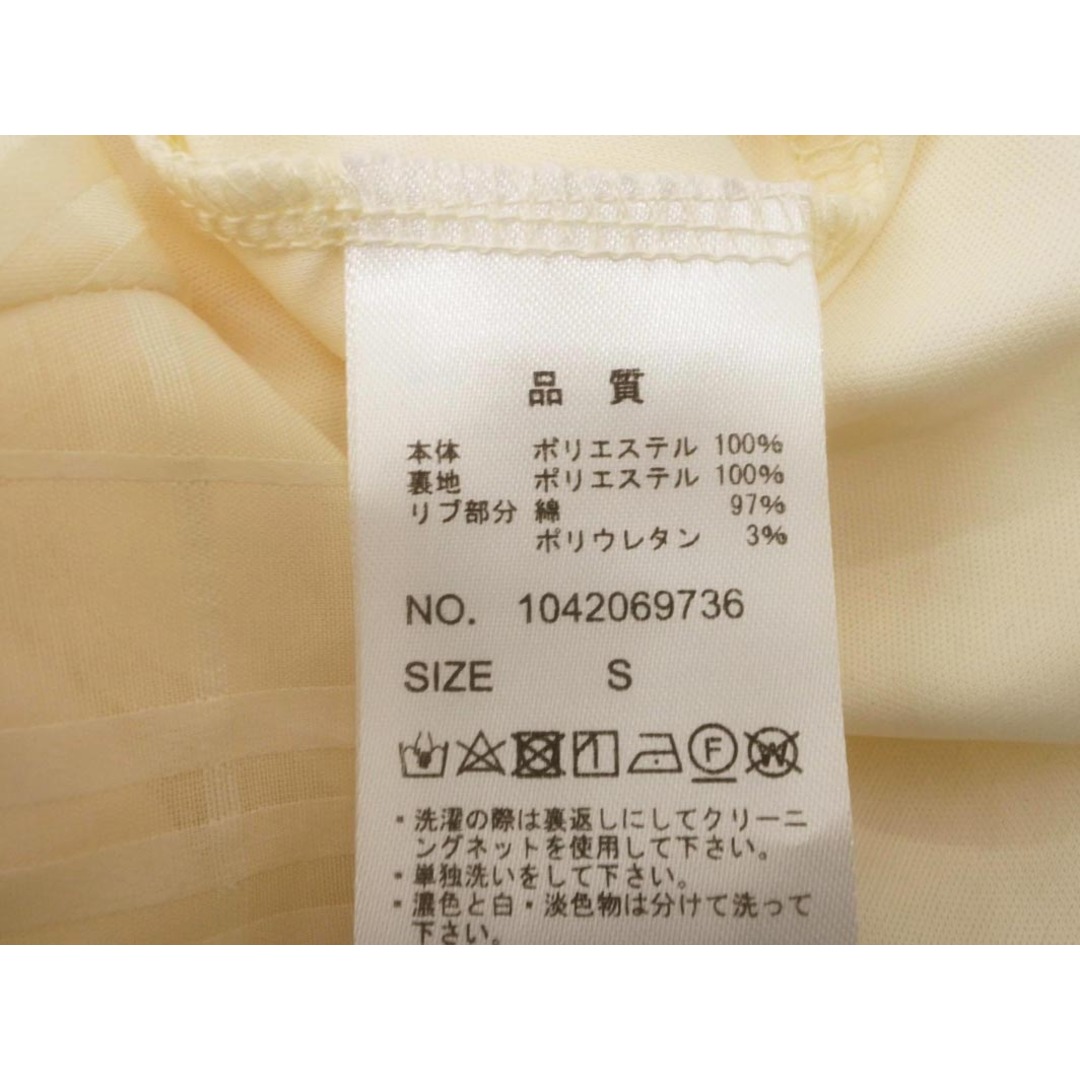 品 質
本体 ポリエステル 100%
裏地 ポリエステル 100%
リブ部分 綿 97%
ポリウレタン 3%
NO. 1042069736
SIZE S
F W
・洗濯の際は裏返しにしてクリーニ
ングネットを使用して下さい。
・単独洗いをして下さい。
・濃色と白・淡色物は分けて洗って
下さい。